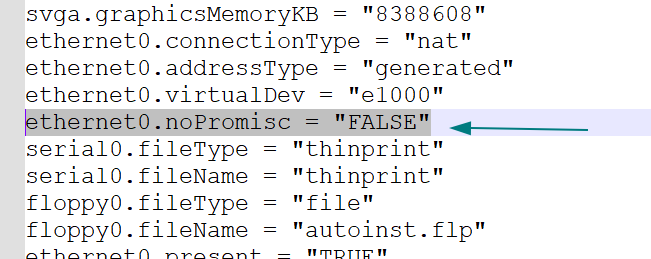 svga.graphicsMemoryKB = "8388608"
ethernet0.connectionType = "nat"
ethernet0.addressType = "generated"
ethernet0.virtualDev = "e1000"
ethernet0.noPromisc = "FALSE"
serial0.fileType = "thinprint"
serial0.fileName = "thinprint"
floppy0.fileType = "file"
floppy0.fileName = "autoinst.flp"
ethernet0.present = "TRUE"